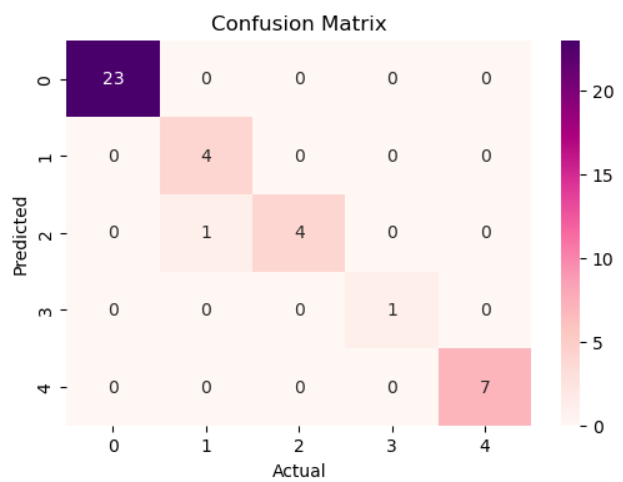 Confusion Matrix
0 23 0 0 0 0
1 0 4 0 0 0
2 0 1 4 0 0
3 0 0 0 1 0
4 0 0 0 0 7
0 1 2 3 4
Predicted
Actual
20
15
10
5
0